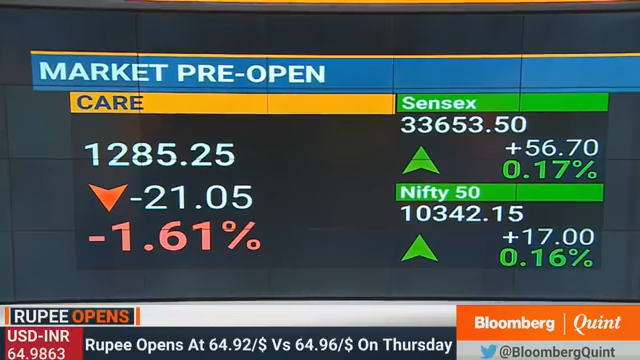 MARKET PRE-OPEN
CARE
1285.25
-21.05
-1.61%
Sensex
33653.50
+56.70
0.17%
Nifty 50
10342.15
+17.00
0.16%
RUPEE OPENS
USD-INR
64.9863
Rupee Opens At 64.92/$ Vs 64.96/$ On Thursday
Bloomberg | Quint
@BloombergQuint